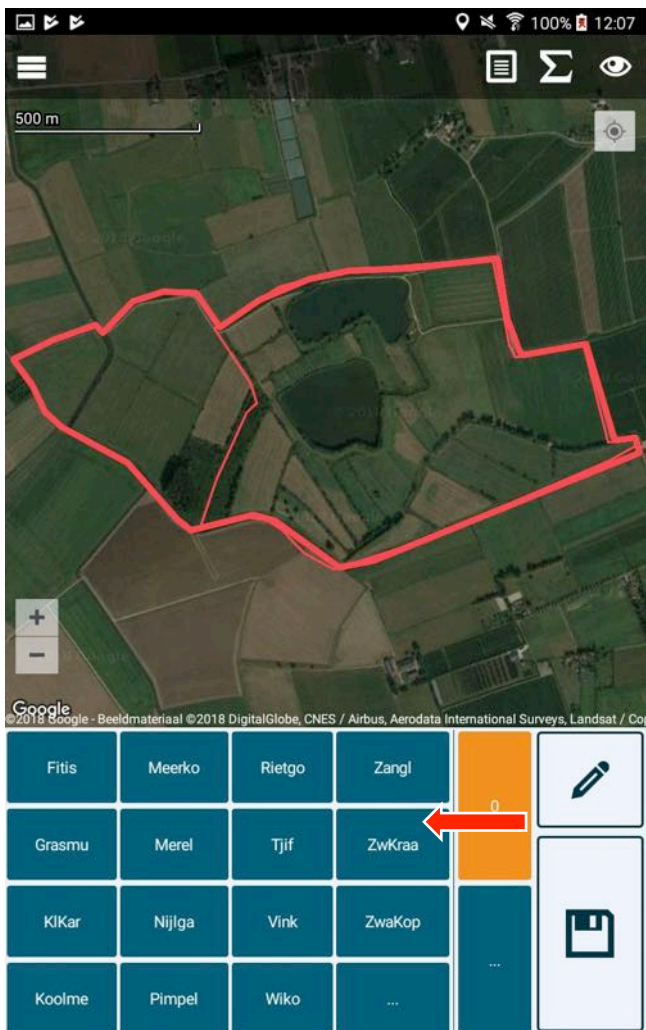 100% 12:07
500 m
Google
©2018 Google - Beeldmateriaal ©2018 DigitalGlobe, CNES / Airbus, Aerodata International Surveys, Landsat / Co
Fitis Meerko Rietgo Zangl
0
Grasmu Merel Tjif ZwKraa
KlKar Nijlga Vink ZwaKop
...
Koolme Pimpel Wiko ...